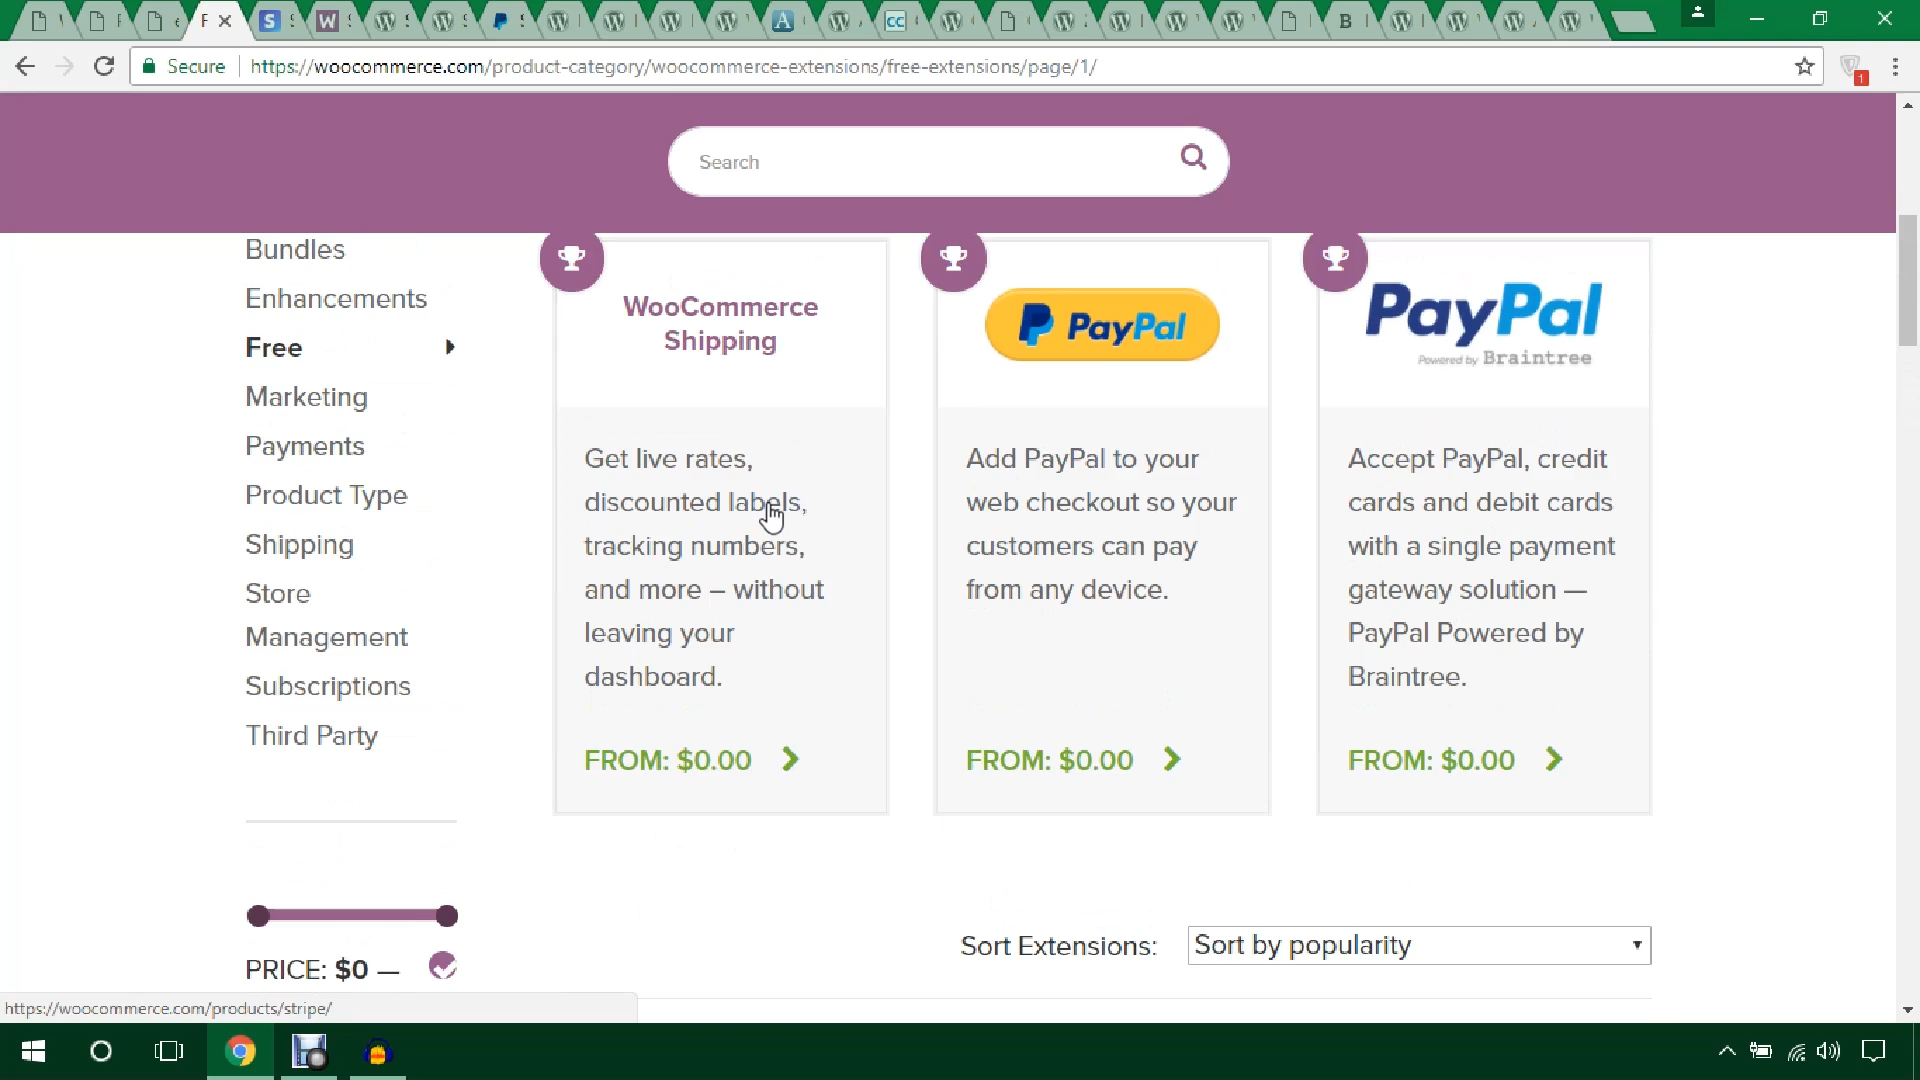 Secure
https://woocommerce.com/product-category/woocommerce-extensions/free-extensions/page/1/
1
Search
Bundles
Enhancements
Free
Marketing
Payments
Product Type
Shipping
Store
Management
Subscriptions
Third Party
PRICE: $0 —
WooCommerce
Shipping
Get live rates,
discounted labels,
tracking numbers,
and more – without
leaving your
dashboard.
FROM: $0.00
PayPal
Add PayPal to your
web checkout so your
customers can pay
from any device.
FROM: $0.00
PayPal
Powered by Braintree
Accept PayPal, credit
cards and debit cards
with a single payment
gateway solution —
PayPal Powered by
Braintree.
FROM: $0.00
Sort Extensions:
Sort by popularity
https://woocommerce.com/products/stripe/